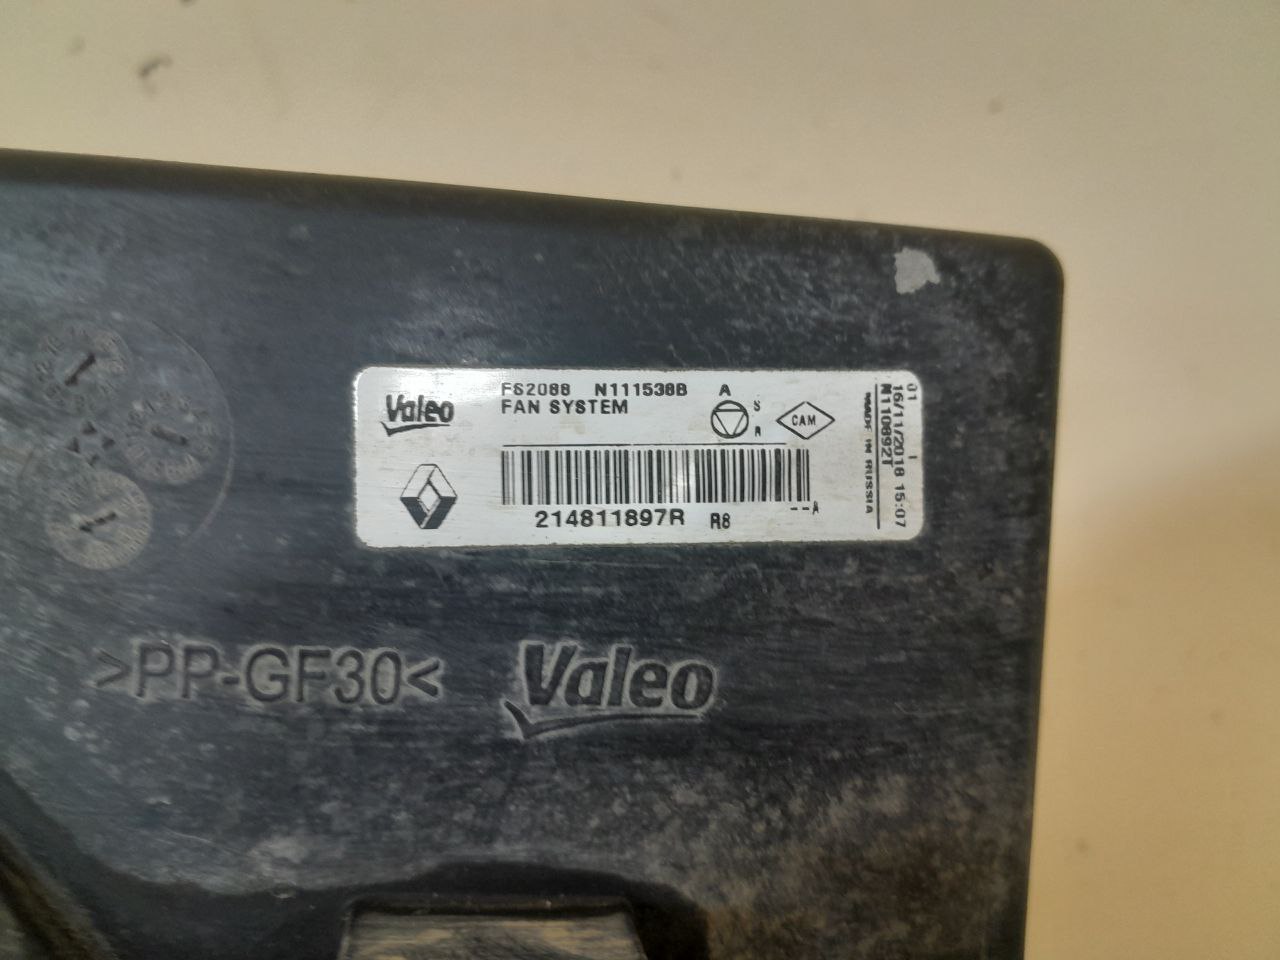 Valeo
FS2088 N111538B A
FAN SYSTEM
S
R
CAM
214811897R R8
--A
MADE IN RUSSIA
N110892T
16/11/2018 15:07
01 I
>PP-GF30<
Valeo